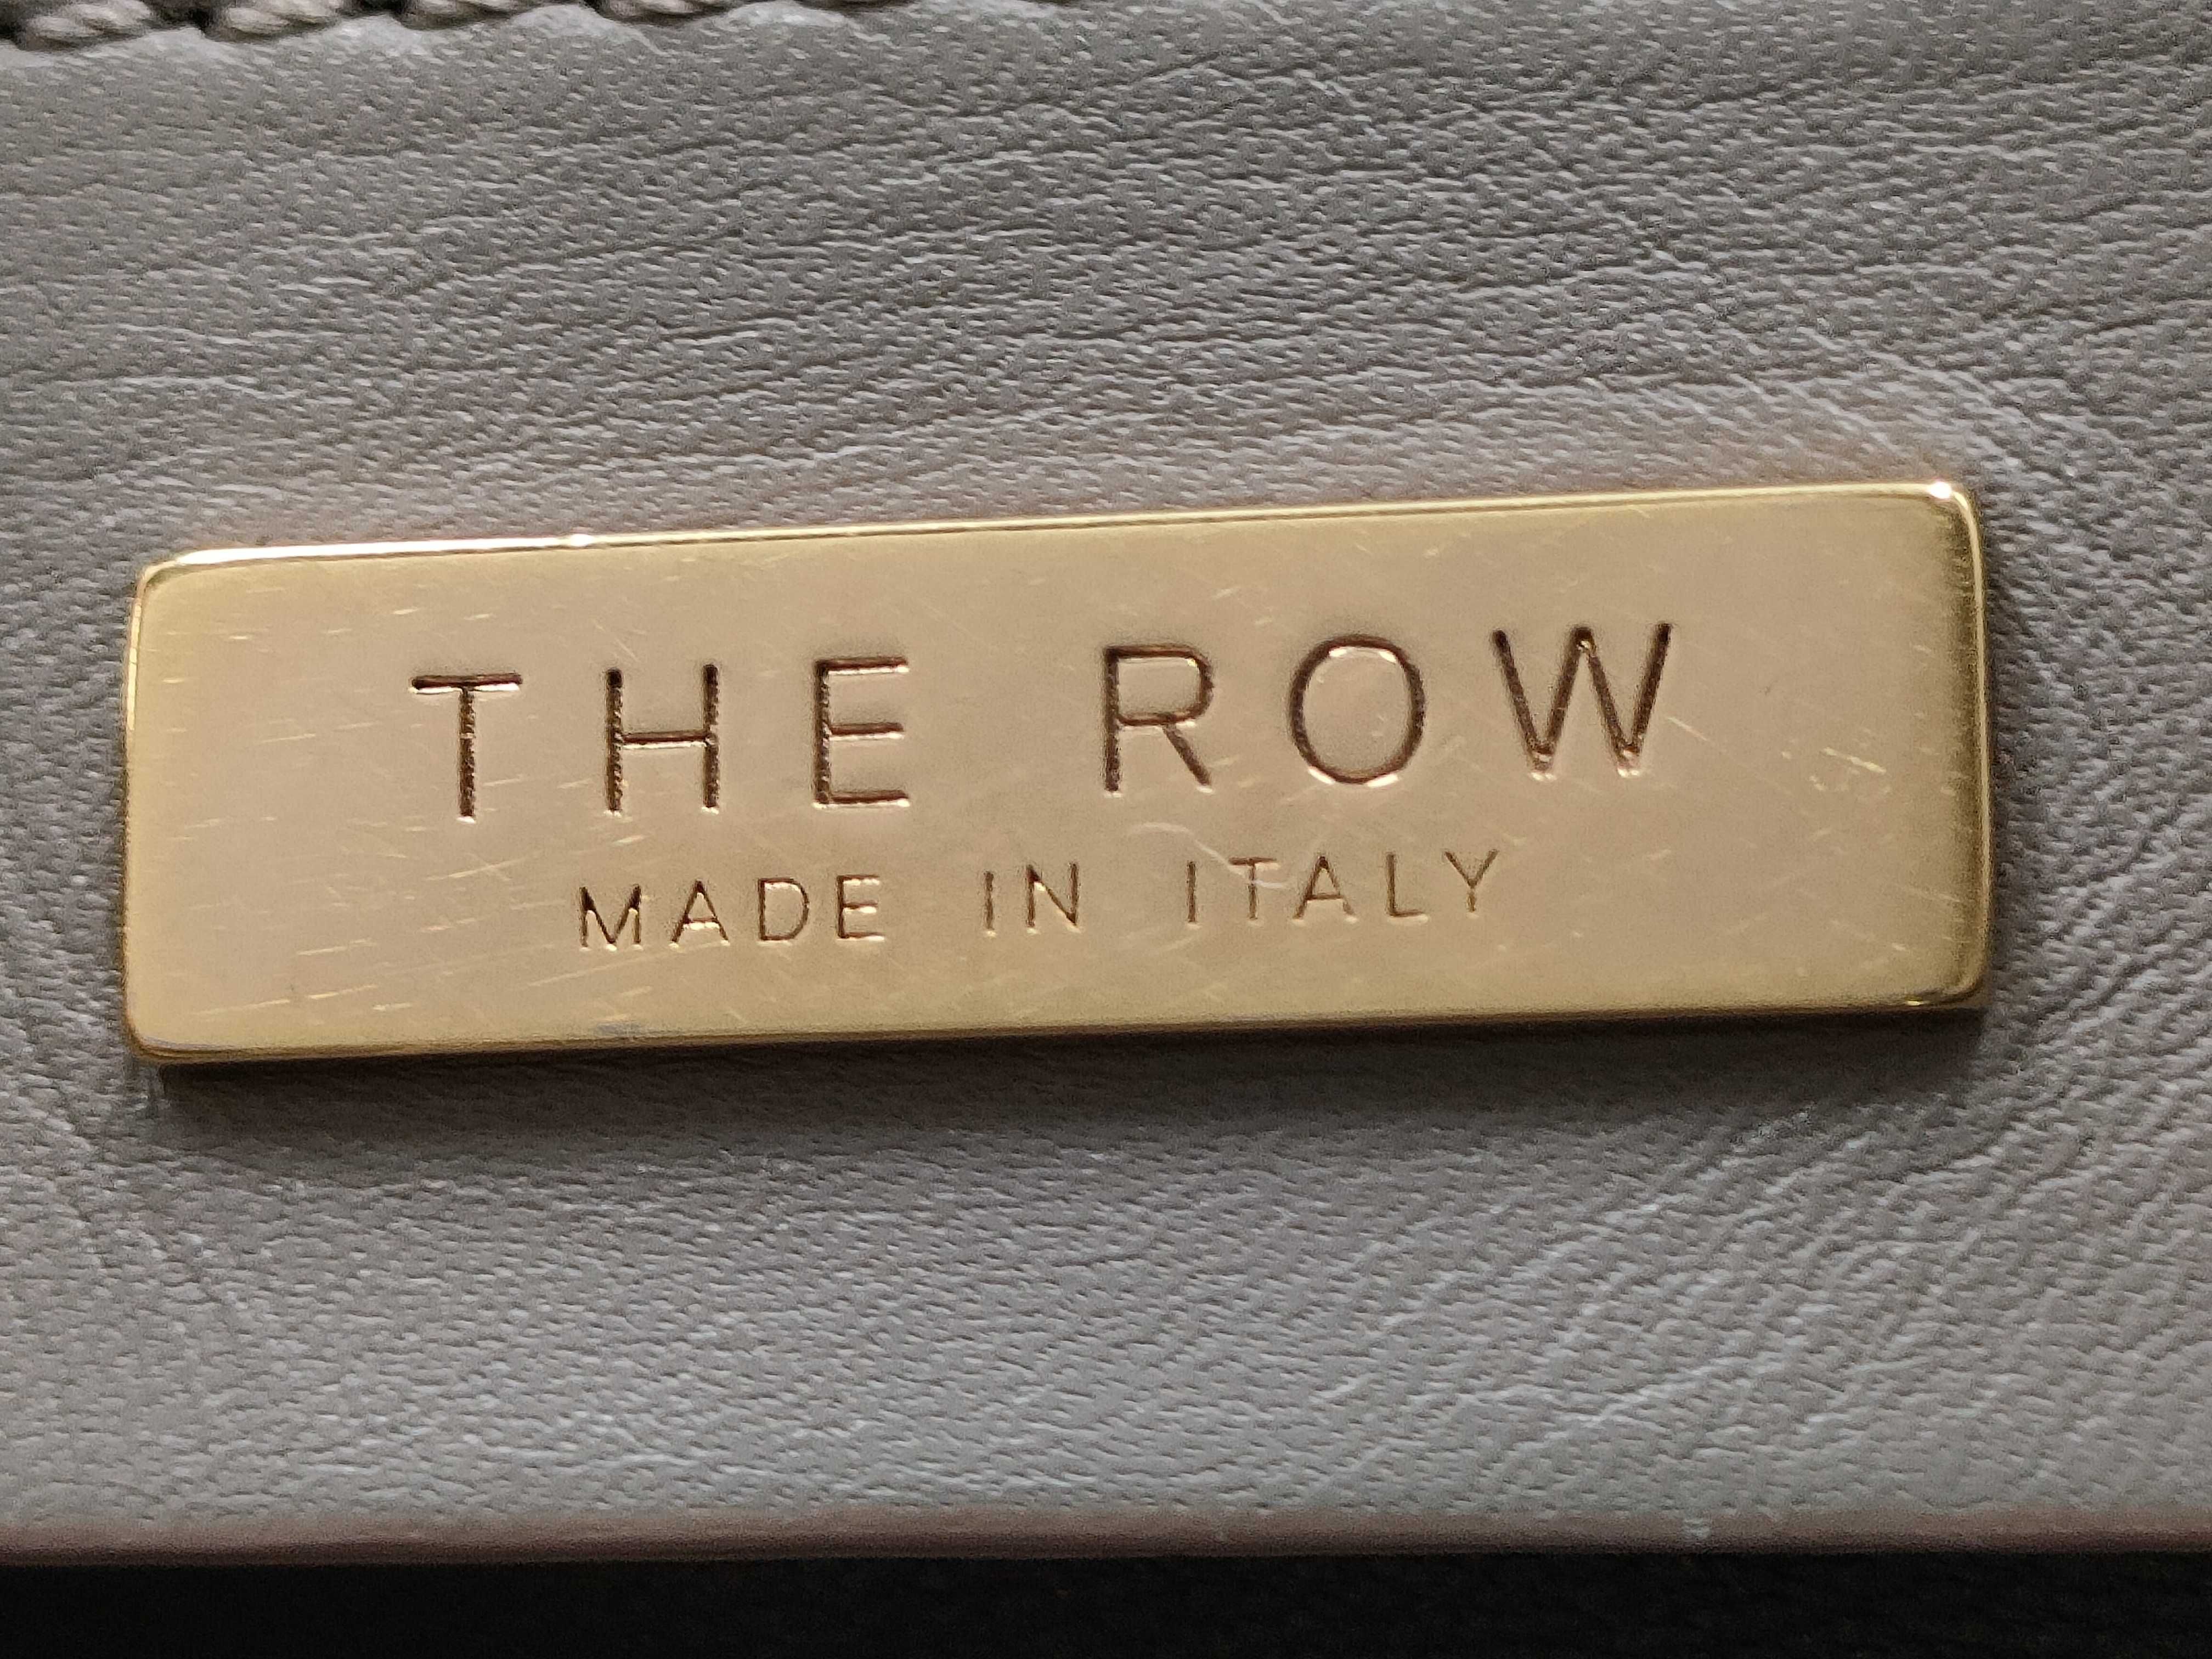 THE ROW
MADE IN ITALY